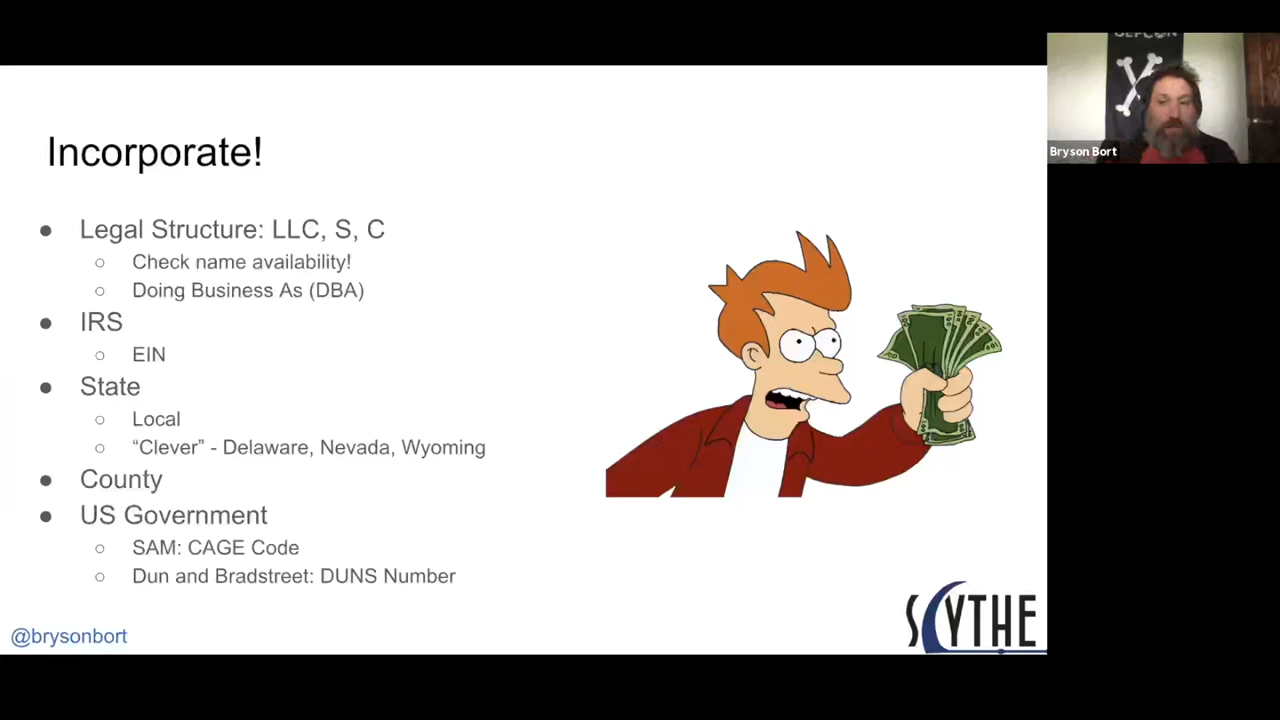 Incorporate!
● Legal Structure: LLC, S, C
○ Check name availability!
○ Doing Business As (DBA)
● IRS
○ EIN
● State
○ Local
○ “Clever” - Delaware, Nevada, Wyoming
● County
● US Government
○ SAM: CAGE Code
○ Dun and Bradstreet: DUNS Number
@brysonbort
SCYTHE
DEFCON
Bryson Bort